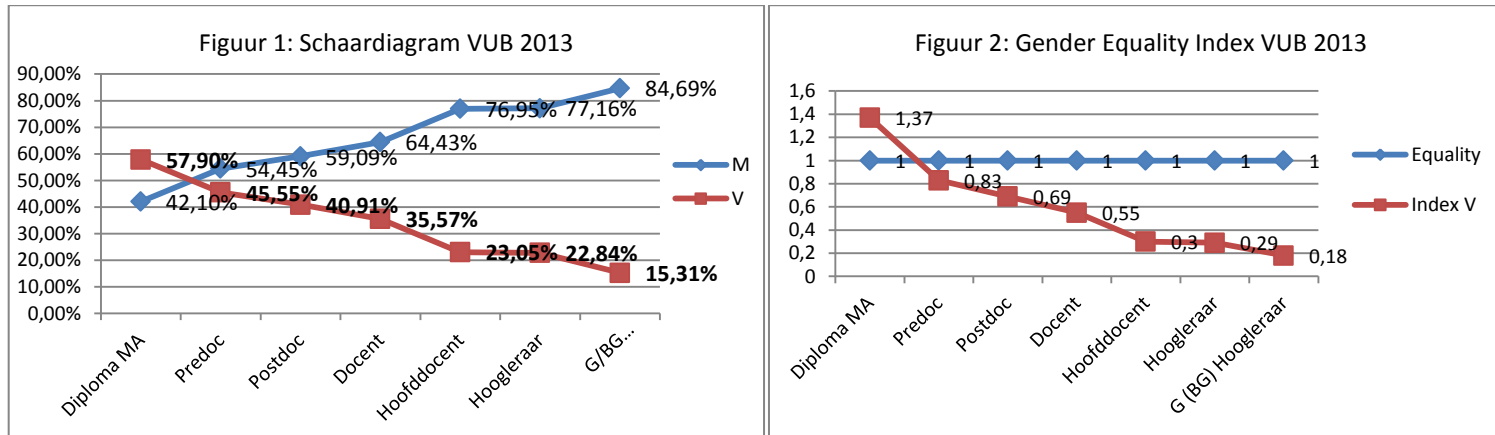 Figuur 1: Schaardiagram VUB 2013
90,00%
80,00%
70,00%
60,00%
50,00%
40,00%
30,00%
20,00%
10,00%
0,00%
84,69%
76,95%
77,16%
64,43%
59,09%
54,45%
42,10%
57,90%
45,55%
40,91%
35,57%
23,05%
22,84%
15,31%
M
V
Diploma MA
Predoc
Postdoc
Docent
Hoofddocent
Hoogleraar
G/BG...
Figuur 2: Gender Equality Index VUB 2013
1,6
1,4
1,2
1
0,8
0,6
0,4
0,2
0
1,37
1
1
1
1
1
1
1
0,83
0,69
0,55
0,3
0,29
0,18
Equality
Index V
Diploma MA
Predoc
Postdoc
Docent
Hoofddocent
Hoogleraar
G (BG) Hoogleraar